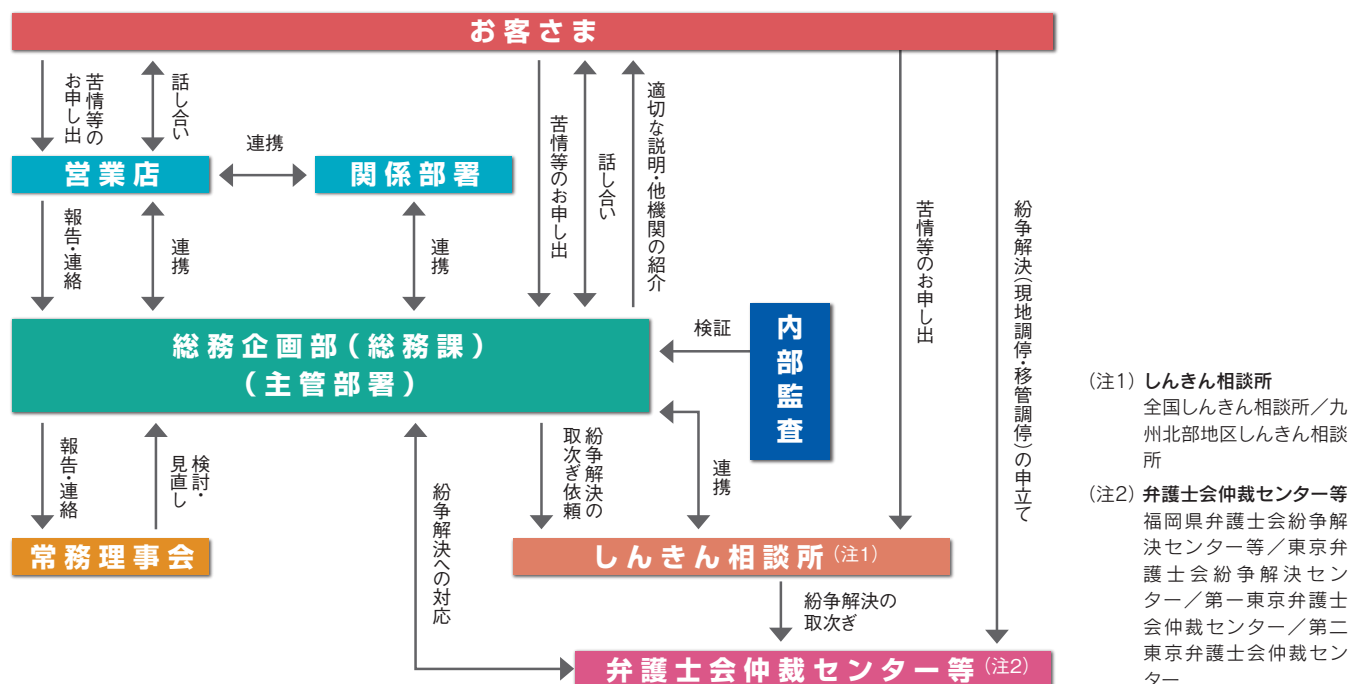 お客さま
苦情等の
お申し出
話し合い
苦情等のお申し出
話し合い
適切な説明・他機関の紹介
苦情等のお申し出
紛争解決（現地調停・移管調停）の申立て
営業店
連携
関係部署
報告・連絡
連携
連携
総務企画部（総務課）
（主管部署）
検証
内部監査
報告・連絡
検討・
見直し
紛争解決への対応
紛争解決の
取次ぎ依頼
連携
常務理事会
しんきん相談所（注1）
紛争解決の
取次ぎ
弁護士会仲裁センター等（注2）
（注1）しんきん相談所
全国しんきん相談所／九
州北部地区しんきん相談
所
（注2）弁護士会仲裁センター等
福岡県弁護士会紛争解
決センター等／東京弁
護士会紛争解決セン
ター／第一東京弁護士
会仲裁センター／第二
東京弁護士会仲裁セン
ター